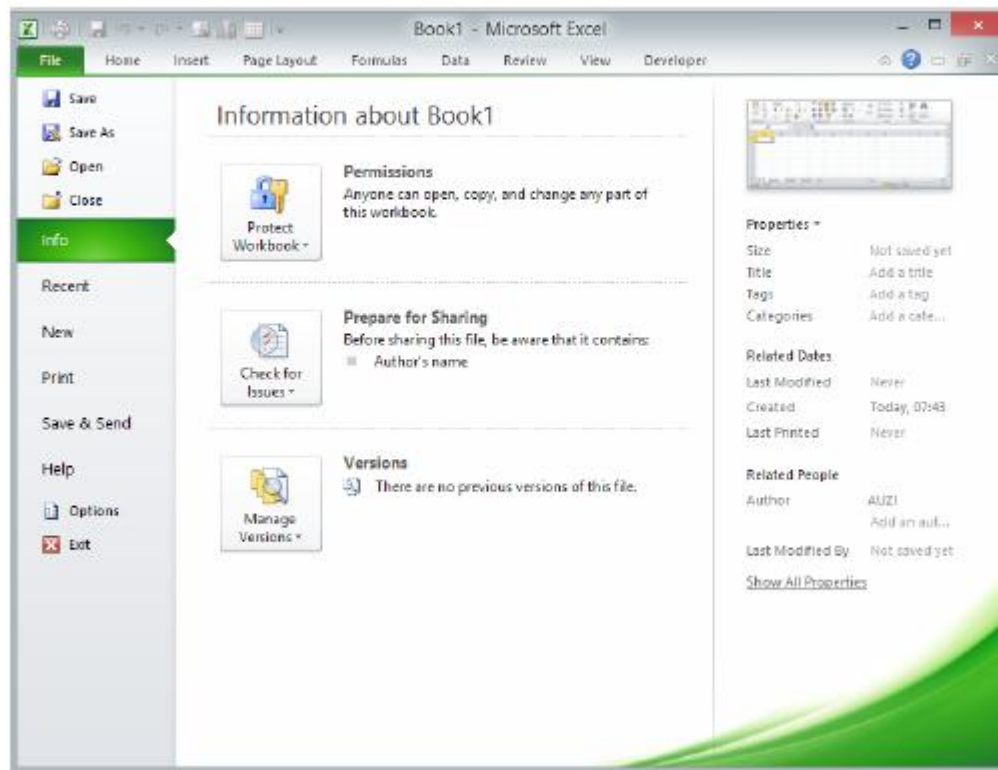 Book1 - Microsoft Excel
File Home Insert Page Layout Formulas Data Review View Developer
Save
Save As
Open
Close
Info
Recent
New
Print
Save & Send
Help
Options
Exit
Information about Book1
Protect
Workbook
Permissions
Anyone can open, copy, and change any part of
this workbook.
Check for
Issues
Prepare for Sharing
Before sharing this file, be aware that it contains:
Author's name
Manage
Versions
Versions
There are no previous versions of this file.
Properties
Size Not saved yet
Title Add a title
Tags Add a tag
Categories Add a cate...
Related Dates
Last Modified Never
Created Today, 07:43
Last Printed Never
Related People
Author AUZI
Add an aut...
Last Modified By Not saved yet
Show All Properties